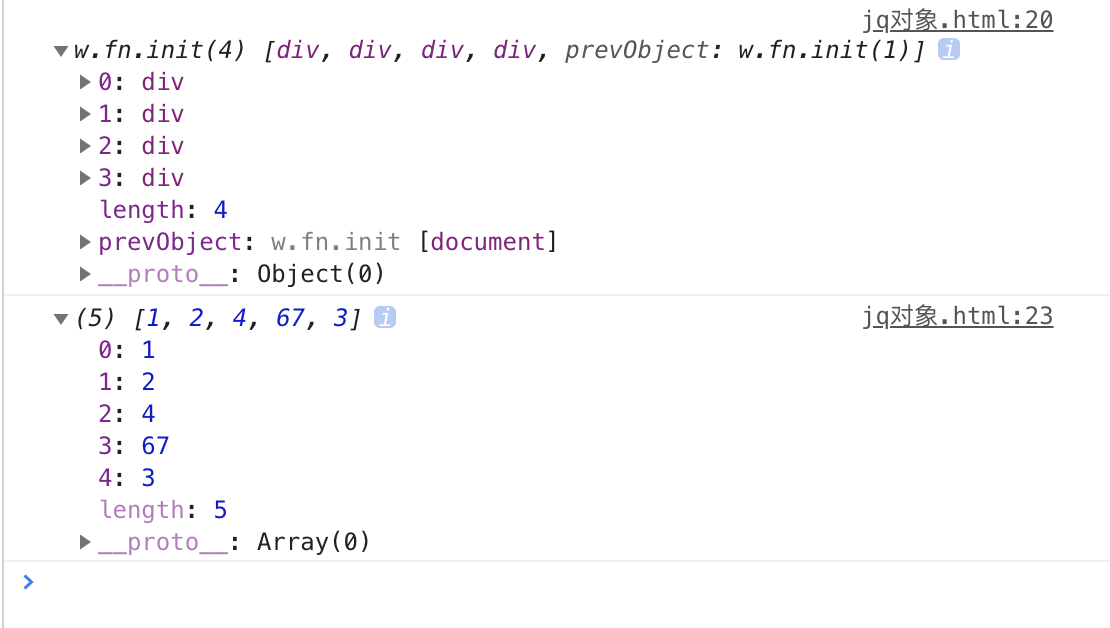 jq对象.html:20
▼w.fn.init(4) [div, div, div, div, prevObject: w.fn.init(1)] i
▶0: div
▶1: div
▶2: div
▶3: div
length: 4
▶prevObject: w.fn.init [document]
▶__proto__: Object(0)
▼(5) [1, 2, 4, 67, 3] i jq对象.html:23
0: 1
1: 2
2: 4
3: 67
4: 3
length: 5
▶__proto__: Array(0)